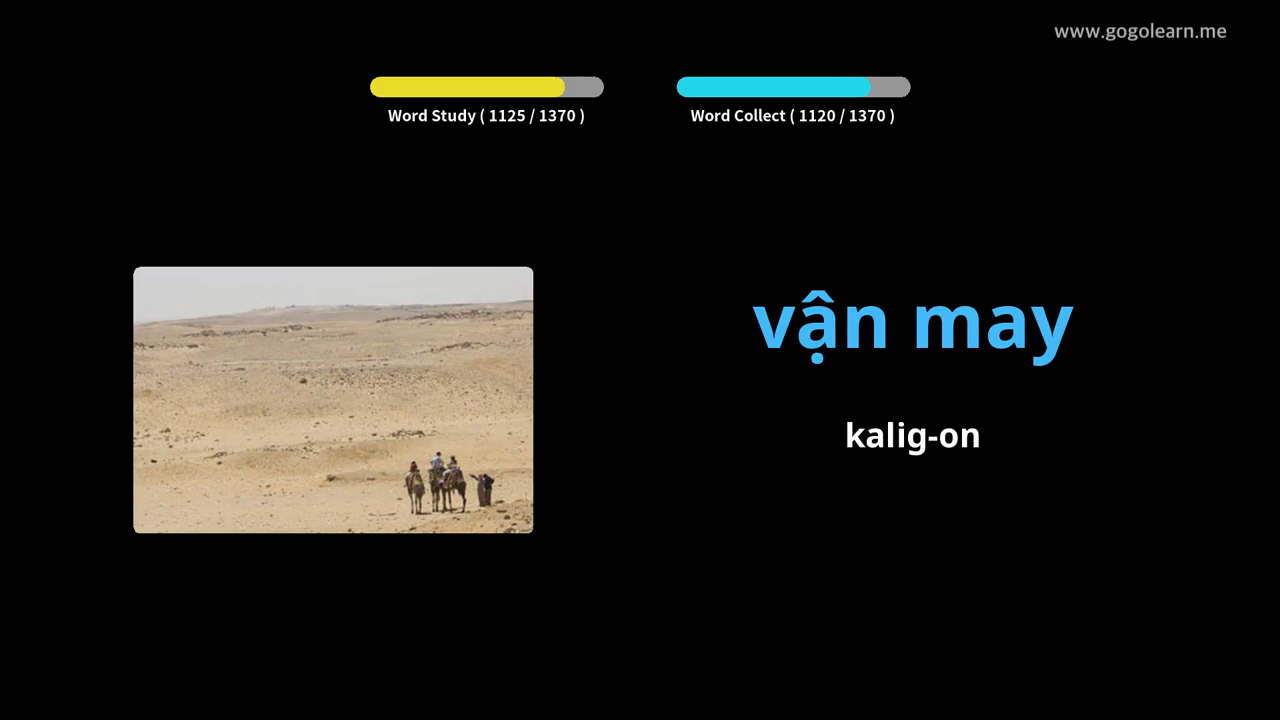 www.gogolearn.me
Word Study ( 1125 / 1370 )
Word Collect ( 1120 / 1370 )
vận may
kalig-on